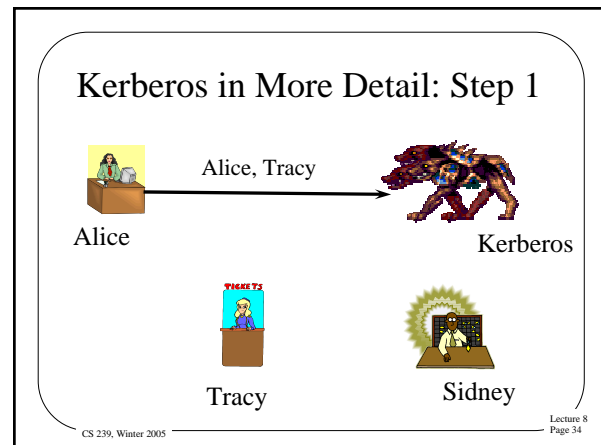 Kerberos in More Detail: Step 1
Alice, Tracy
Alice
Kerberos
TICKETS
Tracy
Sidney
CS 239, Winter 2005
Lecture 8
Page 34